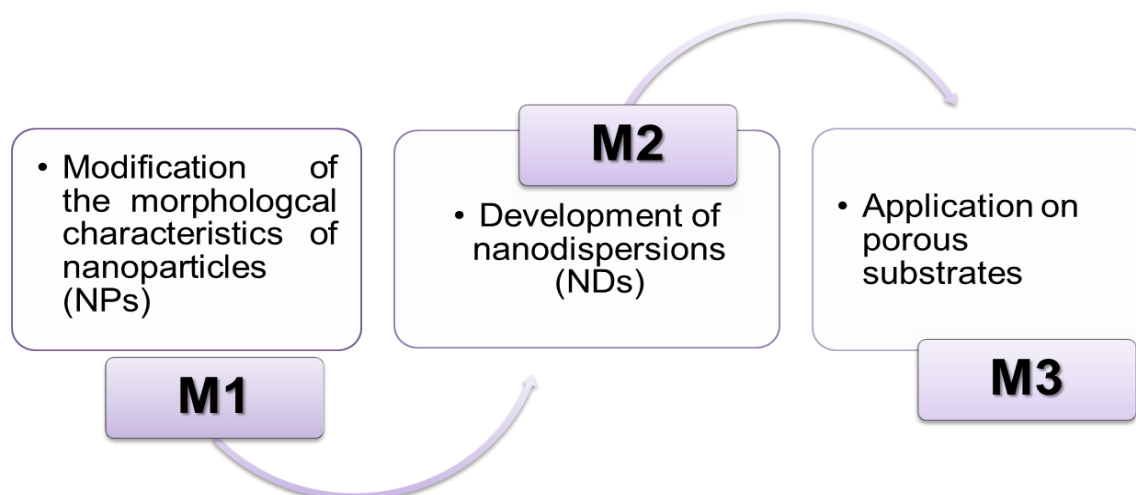 • Modification of
the morphologcal
characteristics of
nanoparticles
(NPs)
M1
M2
• Development of
nanodispersions
(NDs)
• Application on
porous
substrates
M3